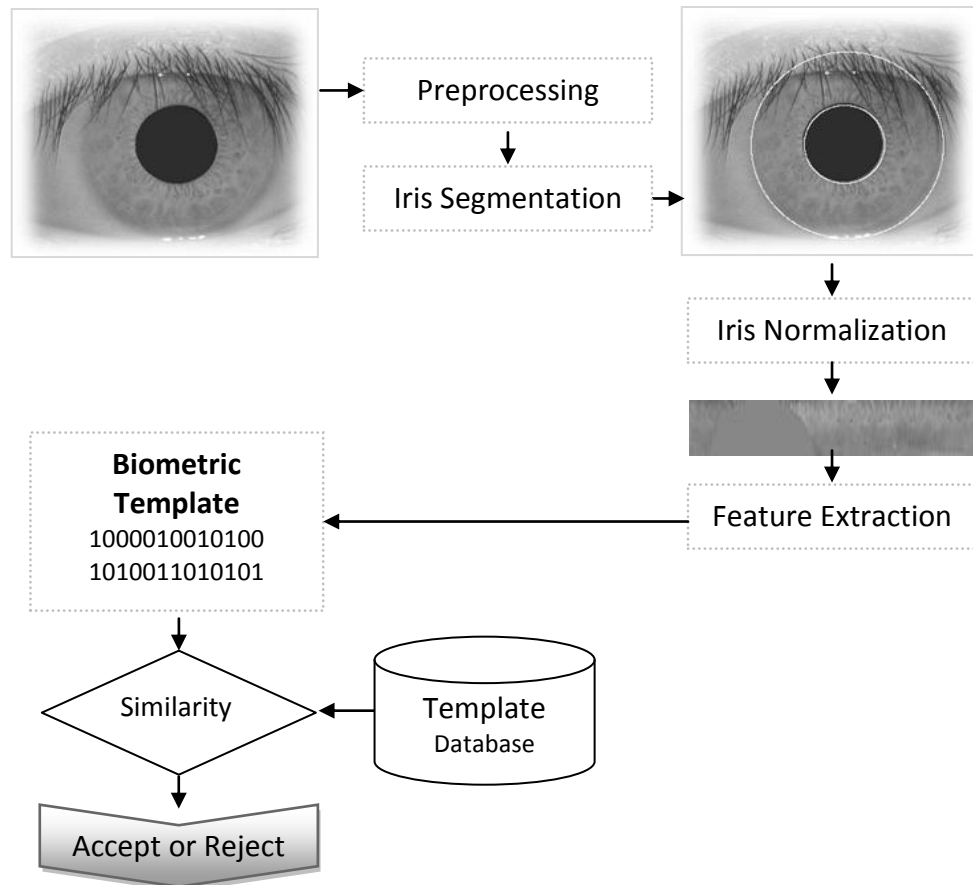 Preprocessing
Iris Segmentation
Iris Normalization
Feature Extraction
Biometric
Template
1000010010100
1010011010101
Similarity
Template
Database
Accept or Reject